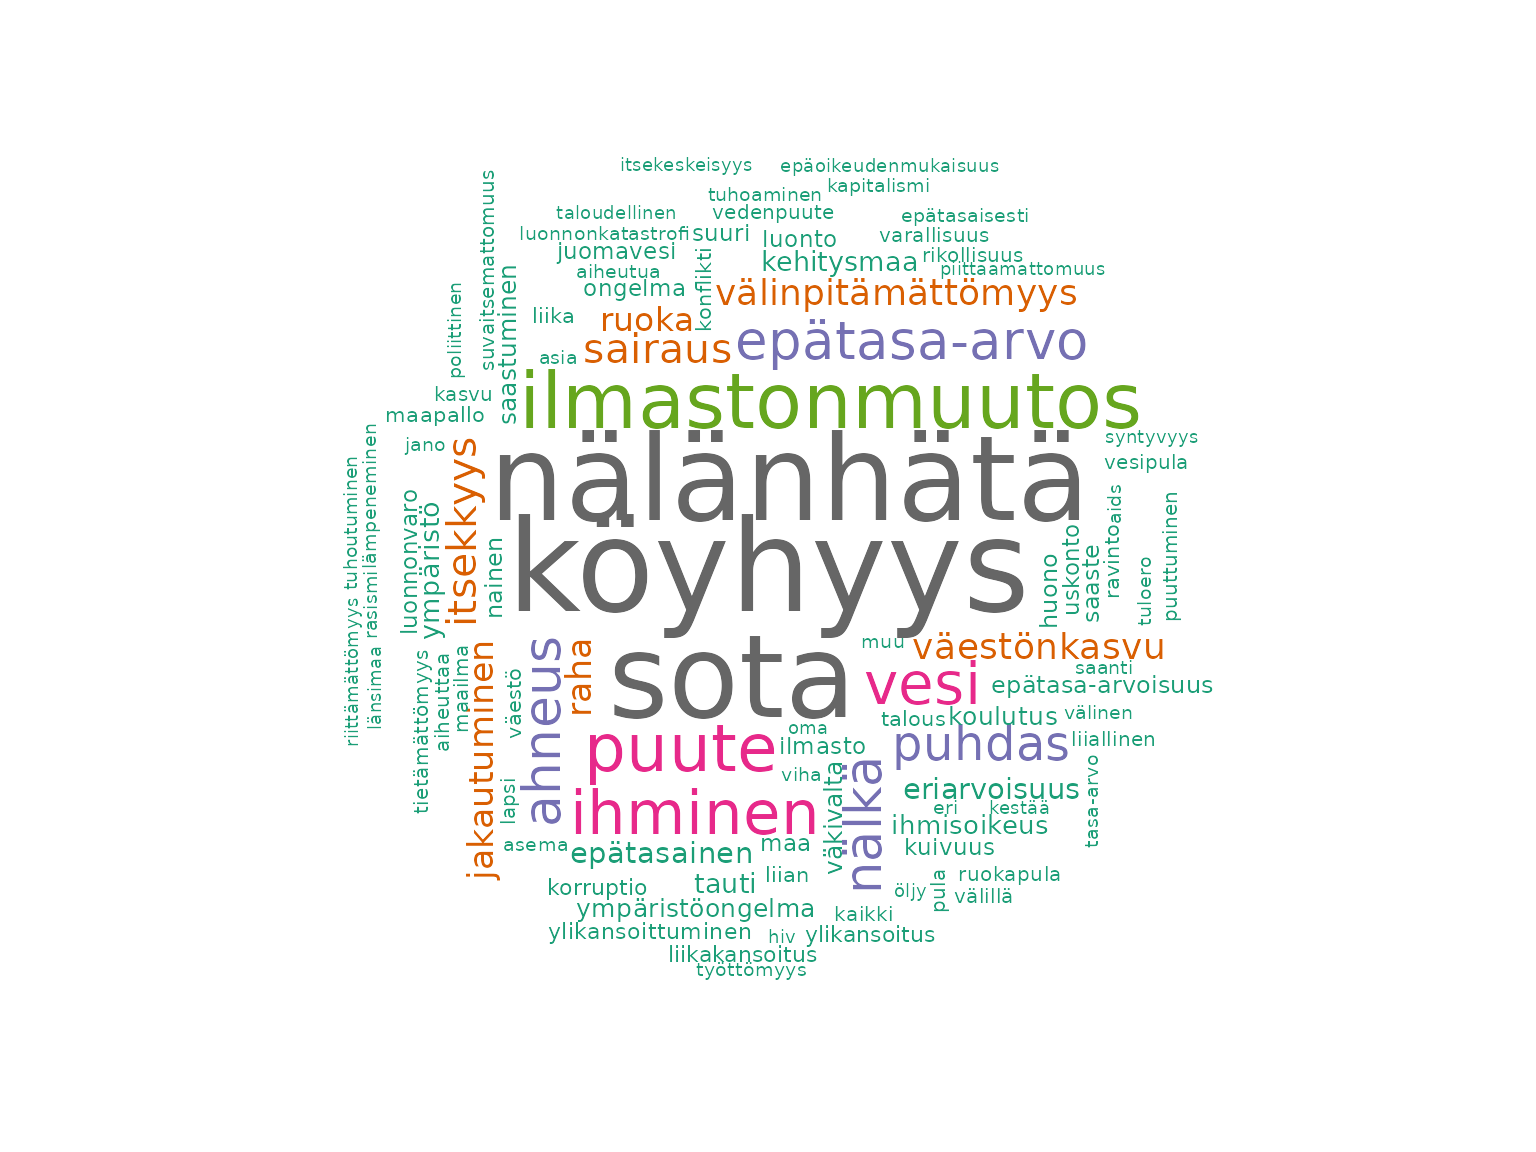 itsekeskeisyys
epäoikeudenmukaisuus
kapitalismi
tuhoaminen
taloudellinen
vedenpuute
epätasaisesti
luonnonkatastrofi
suuri
luonto
varallisuus
juomavesi
kehitysmaa
rikollisuus
aiheutua
piittaamattomuus
ongelma
konflikti
välinpitämättömyys
suvaitsemattomuus
saastuminen
poliittinen
liika
ruoka
asia
sairaus
epätasa-arvo
kasvu
maapallo
ilmastonmuutos
jano
itsekkyys
nälänhätä
syntyvyys
vesipula
tuhoutuminen
lämpeneminen
luonnonvaro
ympäristö
nainen
köyhyys
huono
uskonto
saaste
ravinto
aids
tuloero
puuttuminen
riittämättömyys
rasismi
länsimaa
tietämättömyys
aiheuttaa
maailma
jakautuminen
väestö
ahneus
raha
sota
muu
väestönkasvu
vesi
saanti
epätasa-arvoisuus
talous
koulutus
välinen
puute
oma
ilmasto
puhdas
liiallinen
viha
lapsi
ihminen
väkivalta
nälkä
eriarvoisuus
eri
kestää
tasa-arvo
ihmisoikeus
asema
epätasainen
maa
kuivuus
korruptio
tauti
liian
öljy
pula
ruokapula
välillä
ympäristöongelma
kaikki
ylikansoittuminen
hiv
ylikansoitus
liikakansoitus
työttömyys